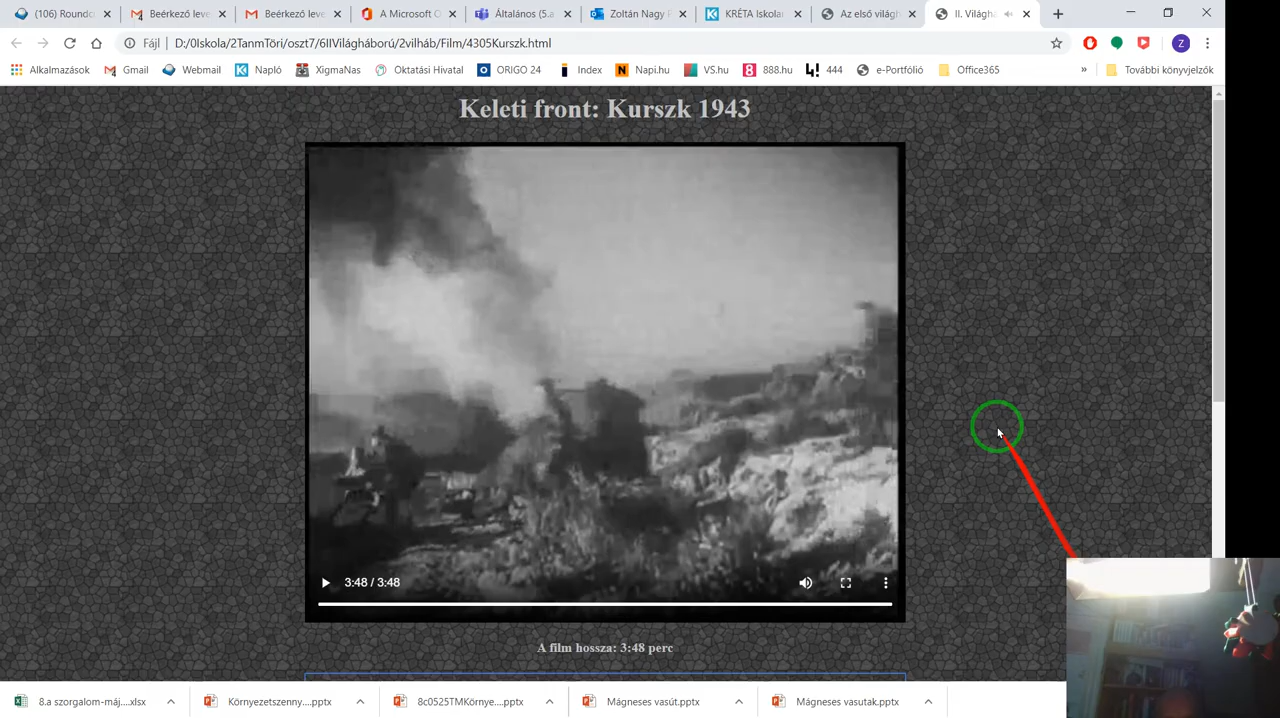 (106) Roundc
Beérkező leve
Beérkező leve
A Microsoft O
Általános (5.a
Zoltán Nagy P
KRÉTA Iskolai
Az első világh
II. Világh
Fájl | D:/0Iskola/2TanmTöri/oszt7/6IIVilágháború/2vilháb/Film/4305Kurszk.html
Z
Alkalmazások
Gmail
Webmail
Napló
XigmaNas
Oktatási Hivatal
ORIGO 24
Index
Napi.hu
VS.hu
888.hu
444
e-Portfólió
Office365
»
További könyvjelzők
Keleti front: Kurszk 1943
3:48 / 3:48
A film hossza: 3:48 perc
8.a szorgalom-máj....xlsx
Környezetszenny....pptx
8c0525TMKörnye....pptx
Mágneses vasút.pptx
Mágneses vasutak.pptx